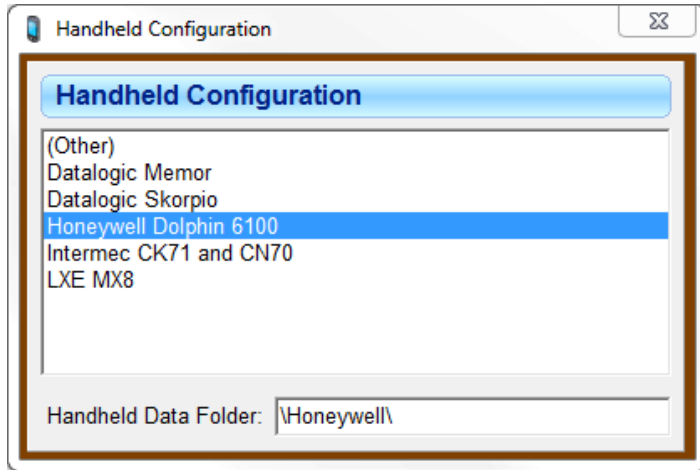 Handheld Configuration
Handheld Configuration
(Other)
Datalogic Memor
Datalogic Skorpio
Honeywell Dolphin 6100
Intermec CK71 and CN70
LXE MX8
Handheld Data Folder: \Honeywell\